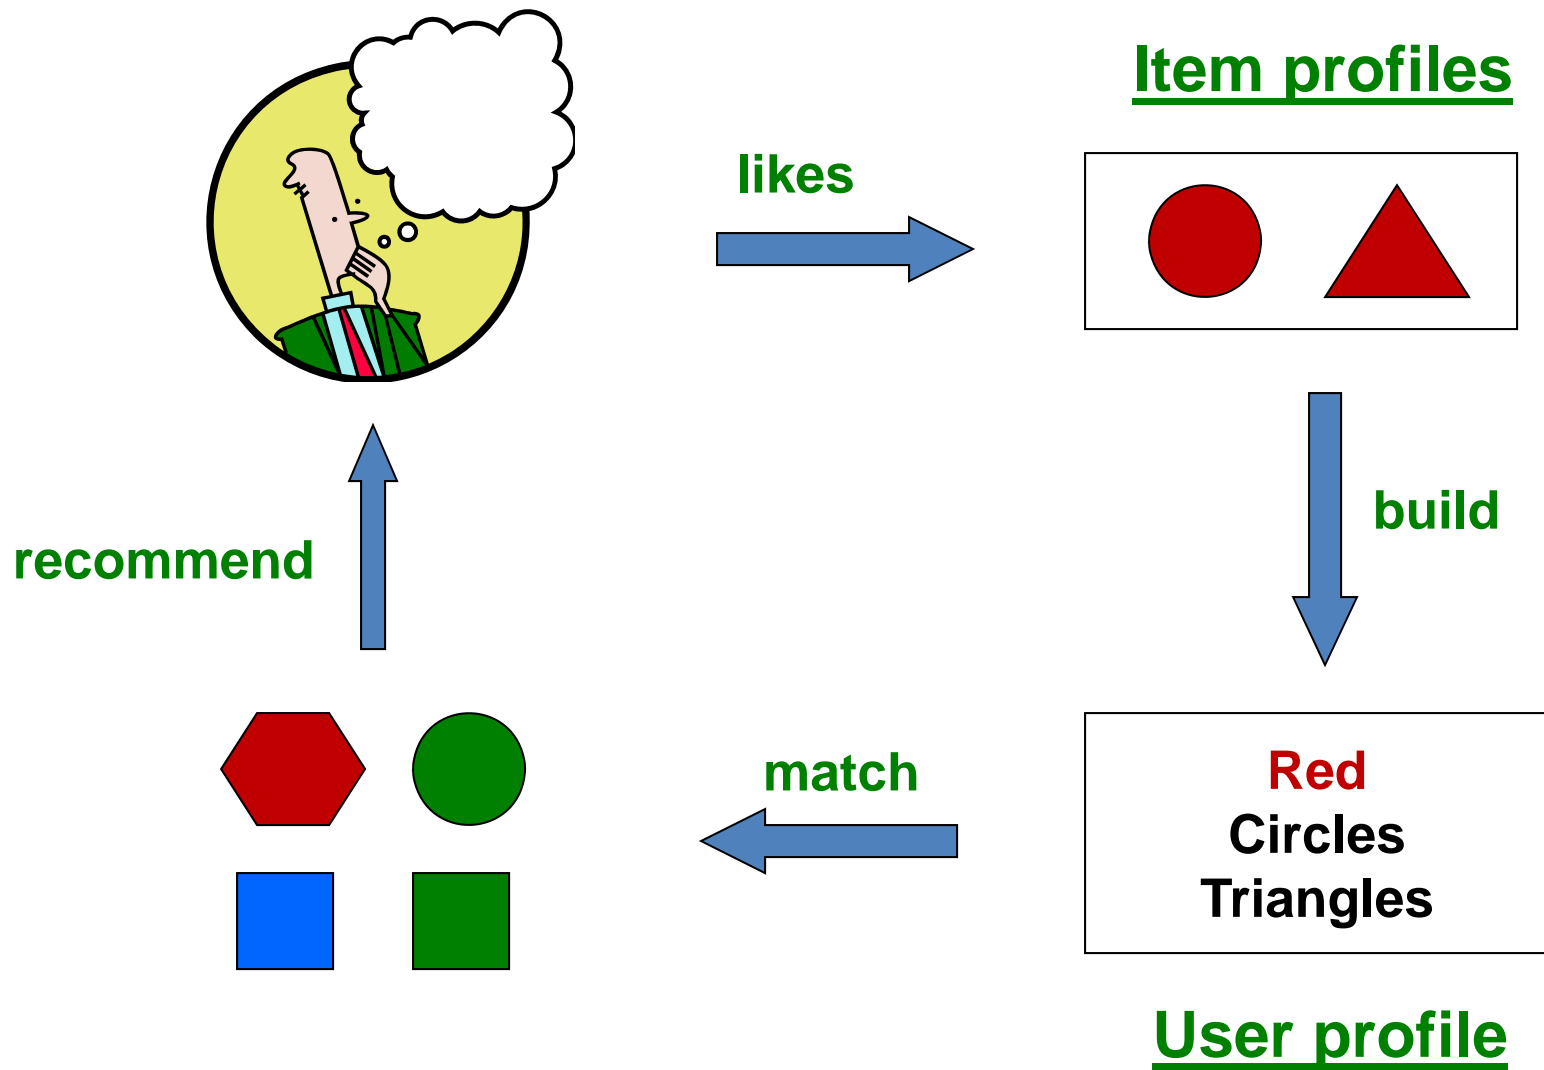 Item profiles
likes
build
recommend
match
Red
Circles
Triangles
User profile